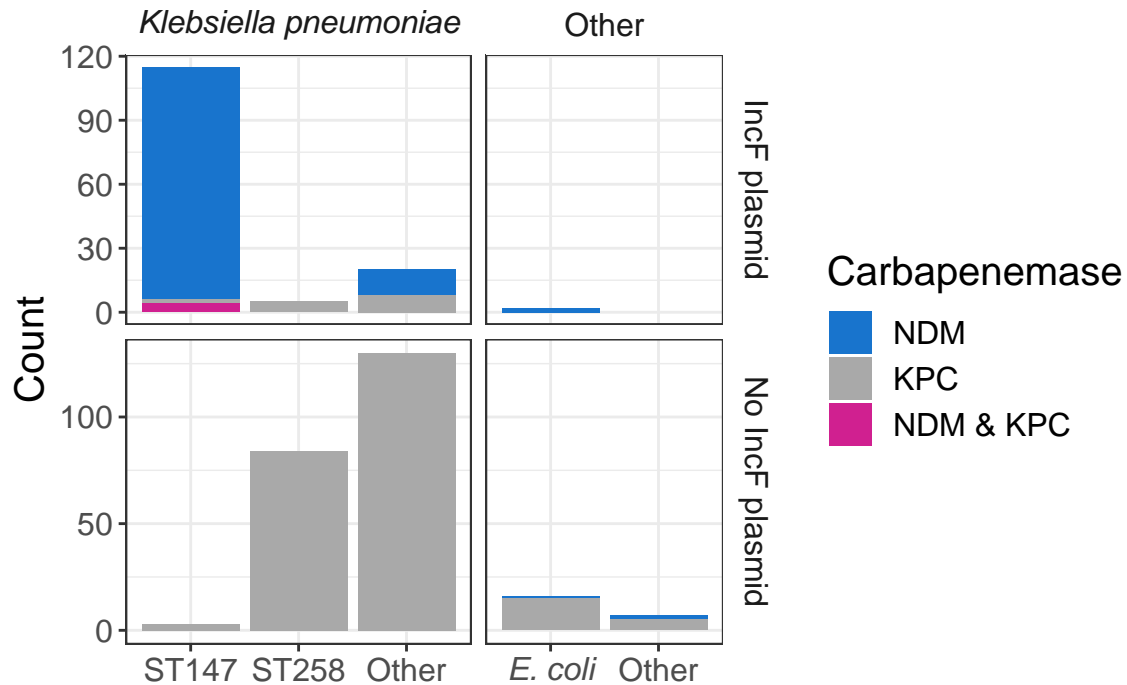 Klebsiella pneumoniae
Other
120
90
60
30
0
IncF plasmid
Count
100
50
0
No IncF plasmid
ST147
ST258
Other
E. coli
Other
Carbapenemase
NDM
KPC
NDM & KPC